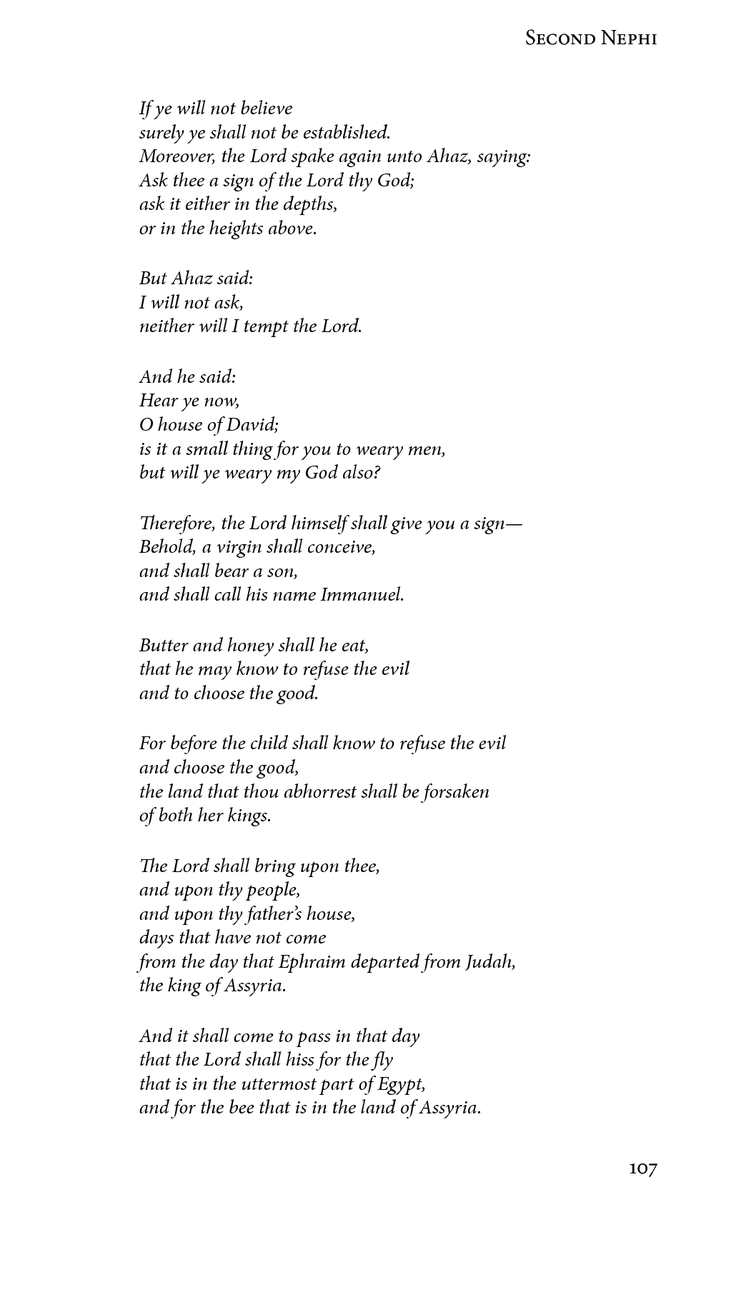 Second Nephi
If ye will not believe
surely ye shall not be established.
Moreover, the Lord spake again unto Ahaz, saying:
Ask thee a sign of the Lord thy God;
ask it either in the depths,
or in the heights above.
But Ahaz said:
I will not ask,
neither will I tempt the Lord.
And he said:
Hear ye now,
O house of David;
is it a small thing for you to weary men,
but will ye weary my God also?
Therefore, the Lord himself shall give you a sign—
Behold, a virgin shall conceive,
and shall bear a son,
and shall call his name Immanuel.
Butter and honey shall he eat,
that he may know to refuse the evil
and to choose the good.
For before the child shall know to refuse the evil
and choose the good,
the land that thou abhorrest shall be forsaken
of both her kings.
The Lord shall bring upon thee,
and upon thy people,
and upon thy father’s house,
days that have not come
from the day that Ephraim departed from Judah,
the king of Assyria.
And it shall come to pass in that day
that the Lord shall hiss for the fly
that is in the uttermost part of Egypt,
and for the bee that is in the land of Assyria.
107